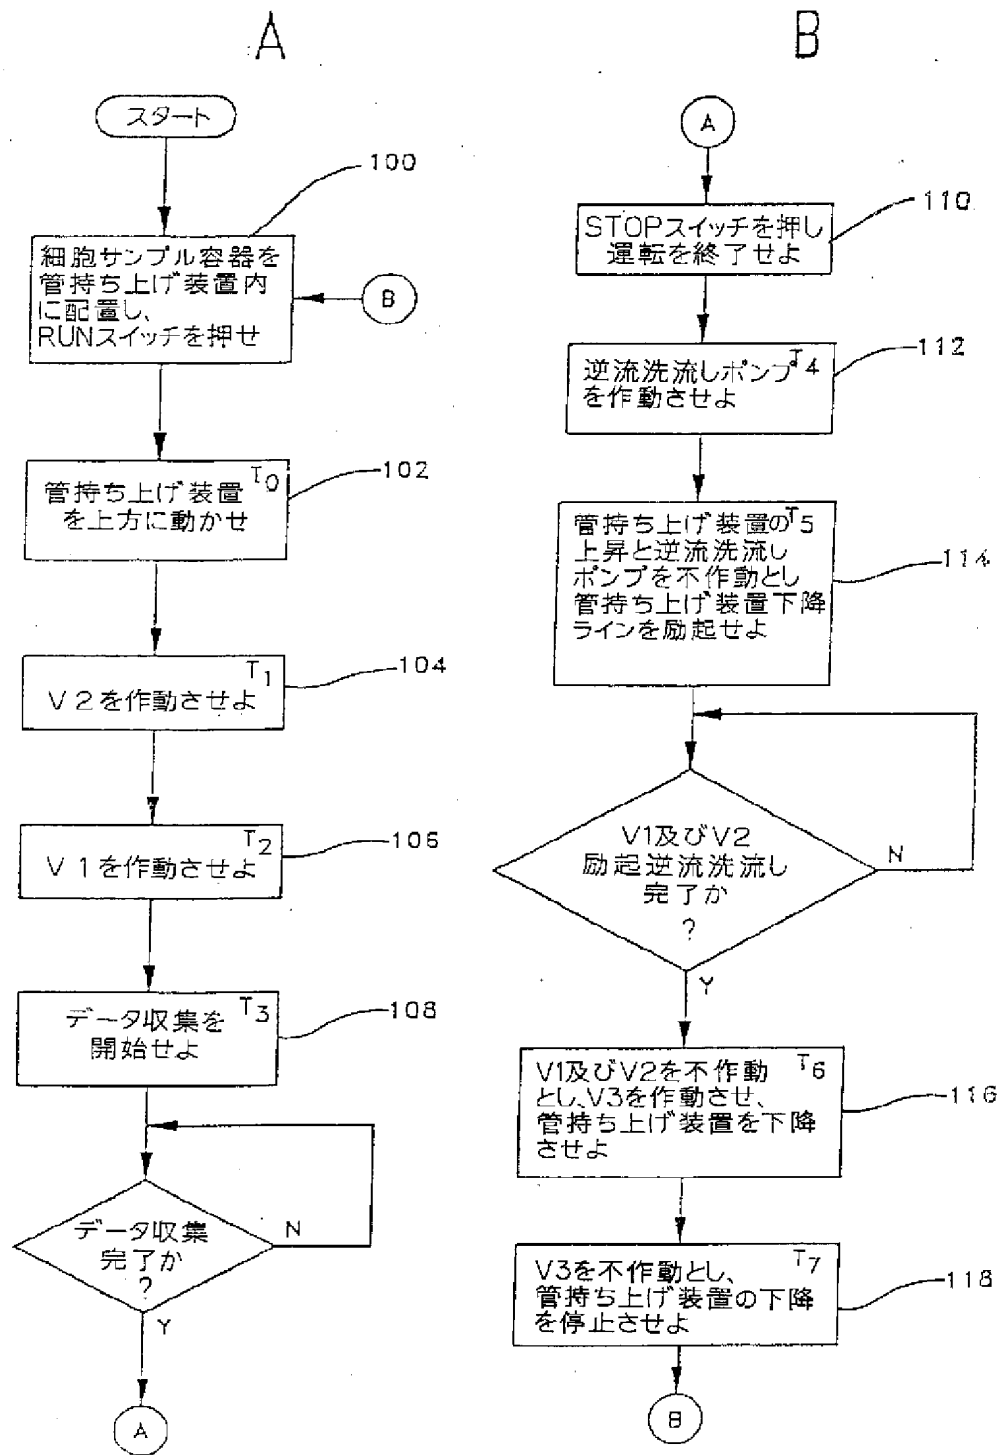 A
スタート
100
細胞サンプル容器を
管持ち上げ装置内
に配置し、
RUNスイッチを押せ
B
T0
102
管持ち上げ装置
を上方に動かせ
T1
104
V2を作動させよ
T2
106
V1を作動させよ
T3
108
データ収集を
開始せよ
データ収集
完了か
?
N
Y
A
B
A
110
STOPスイッチを押し
運転を終了せよ
T4
112
逆流洗流しポンプ
を作動させよ
T5
114
管持ち上げ装置の
上昇と逆流洗流し
ポンプを不作動とし
管持ち上げ装置下降
ラインを励起せよ
V1及びV2
励起逆流洗流し
完了か
?
N
Y
T6
116
V1及びV2を不作動
とし、V3を作動させ、
管持ち上げ装置を下降
させよ
T7
118
V3を不作動とし、
管持ち上げ装置の下降
を停止させよ
B